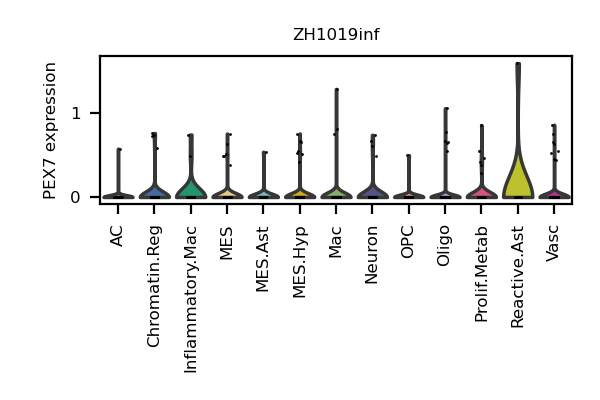 ZH1019inf
PEX7 expression
1
0
AC
Chromatin.Reg
Inflammatory.Mac
MES
MES.Ast
MES.Hyp
Mac
Neuron
OPC
Oligo
Prolif.Metab
Reactive.Ast
Vasc